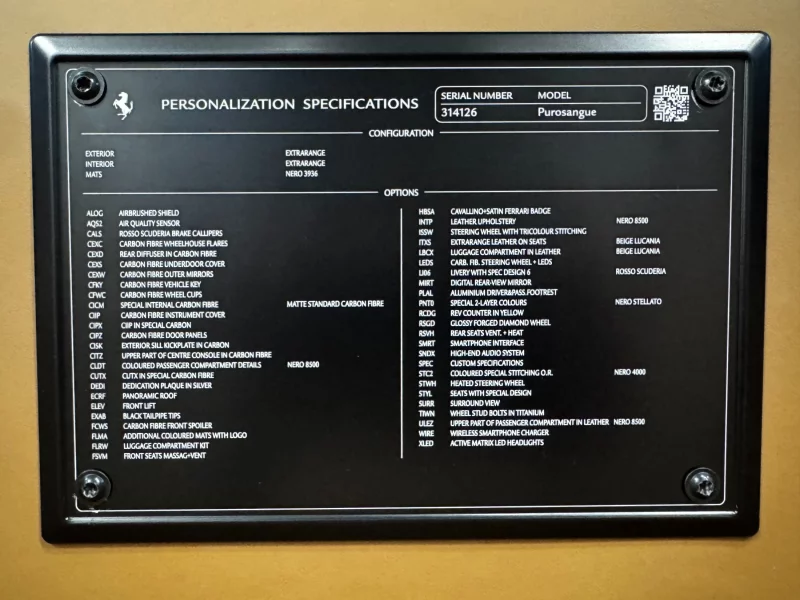 PERSONALIZATION SPECIFICATIONS
SERIAL NUMBER MODEL
314126 Purosangue
CONFIGURATION
EXTERIOR EXTRARANGE
INTERIOR EXTRARANGE
MATS NERO 3936
OPTIONS
ALOG AIRBRUSHED SHIELD
AQS2 AIR QUALITY SENSOR
CALS ROSSO SCUDERIA BRAKE CALLIPERS
CEXC CARBON FIBRE WHEELHOUSE FLARES
CEXD REAR DIFFUSER IN CARBON FIBRE
CEXS CARBON FIBRE UNDERDOOR COVER
CEXW CARBON FIBRE OUTER MIRRORS
CFKY CARBON FIBRE VEHICLE KEY
CFWC CARBON FIBRE WHEEL CUPS
CICM SPECIAL INTERNAL CARBON FIBRE MATTE STANDARD CARBON FIBRE
CIIP CARBON FIBRE INSTRUMENT COVER
CIPX CIIP IN SPECIAL CARBON
CIPZ CARBON FIBRE DOOR PANELS
CISK EXTERIOR SILL KICKPLATE IN CARBON
CITZ UPPER PART OF CENTRE CONSOLE IN CARBON FIBRE
CLDT COLOURED PASSENGER COMPARTMENT DETAILS NERO 8500
CUTX CUTX IN SPECIAL CARBON FIBRE
DEDI DEDICATION PLAQUE IN SILVER
ECRF PANORAMIC ROOF
ELEV FRONT LIFT
EXAB BLACK TAILPIPE TIPS
FCWS CARBON FIBRE FRONT SPOILER
FLMA ADDITIONAL COLOURED MATS WITH LOGO
FLRW LUGGAGE COMPARTMENT KIT
FSVM FRONT SEATS MASSAG+VENT
HBSA CAVALLINO+SATIN FERRARI BADGE
INTP LEATHER UPHOLSTERY NERO 8500
ISSW STEERING WHEEL WITH TRICOLOUR STITCHING
ITXS EXTRARANGE LEATHER ON SEATS BEIGE LUCANIA
LBCX LUGGAGE COMPARTMENT IN LEATHER BEIGE LUCANIA
LEDS CARB. FIB. STEERING WHEEL + LEDS
LI06 LIVERY WITH SPEC DESIGN 6 ROSSO SCUDERIA
MIRT DIGITAL REAR-VIEW MIRROR
PLAL ALUMINIUM DRIVER&PASS.FOOTREST
PNT0 SPECIAL 2-LAYER COLOURS NERO STELLATO
RCDG REV COUNTER IN YELLOW
RSGD GLOSSY FORGED DIAMOND WHEEL
RSVH REAR SEATS VENT. + HEAT
SMRT SMARTPHONE INTERFACE
SNDX HIGH-END AUDIO SYSTEM
SPEC CUSTOM SPECIFICATIONS
STC2 COLOURED SPECIAL STITCHING O.R. NERO 4000
STWH HEATED STEERING WHEEL
STYL SEATS WITH SPECIAL DESIGN
SURR SURROUND VIEW
TIWN WHEEL STUD BOLTS IN TITANIUM
ULEZ UPPER PART OF PASSENGER COMPARTMENT IN LEATHER NERO 8500
WIRE WIRELESS SMARTPHONE CHARGER
XLED ACTIVE MATRIX LED HEADLIGHTS